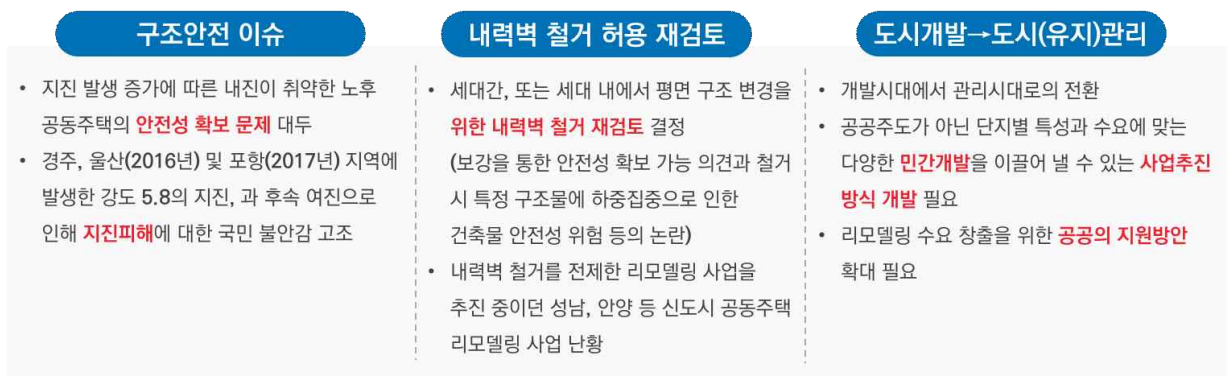 구조안전 이슈
• 지진 발생 증가에 따른 내진이 취약한 노후
공동주택의 안전성 확보 문제 대두
• 경주, 울산(2016년) 및 포항(2017년) 지역에
발생한 강도 5.8의 지진, 과 후속 여진으로
인해 지진피해에 대한 국민 불안감 고조
내력벽 철거 허용 재검토
• 세대간, 또는 세대 내에서 평면 구조 변경을
위한 내력벽 철거 재검토 결정
(보강을 통한 안전성 확보 가능 의견과 철거
시 특정 구조물에 하중집중으로 인한
건축물 안전성 위험 등의 논란)
• 내력벽 철거를 전제한 리모델링 사업을
추진 중이던 성남, 안양 등 신도시 공동주택
리모델링 사업 난황
도시개발→도시(유지)관리
• 개발시대에서 관리시대로의 전환
• 공공주도가 아닌 단지별 특성과 수요에 맞는
다양한 민간개발을 이끌어 낼 수 있는 사업추진
방식 개발 필요
• 리모델링 수요 창출을 위한 공공의 지원방안
확대 필요